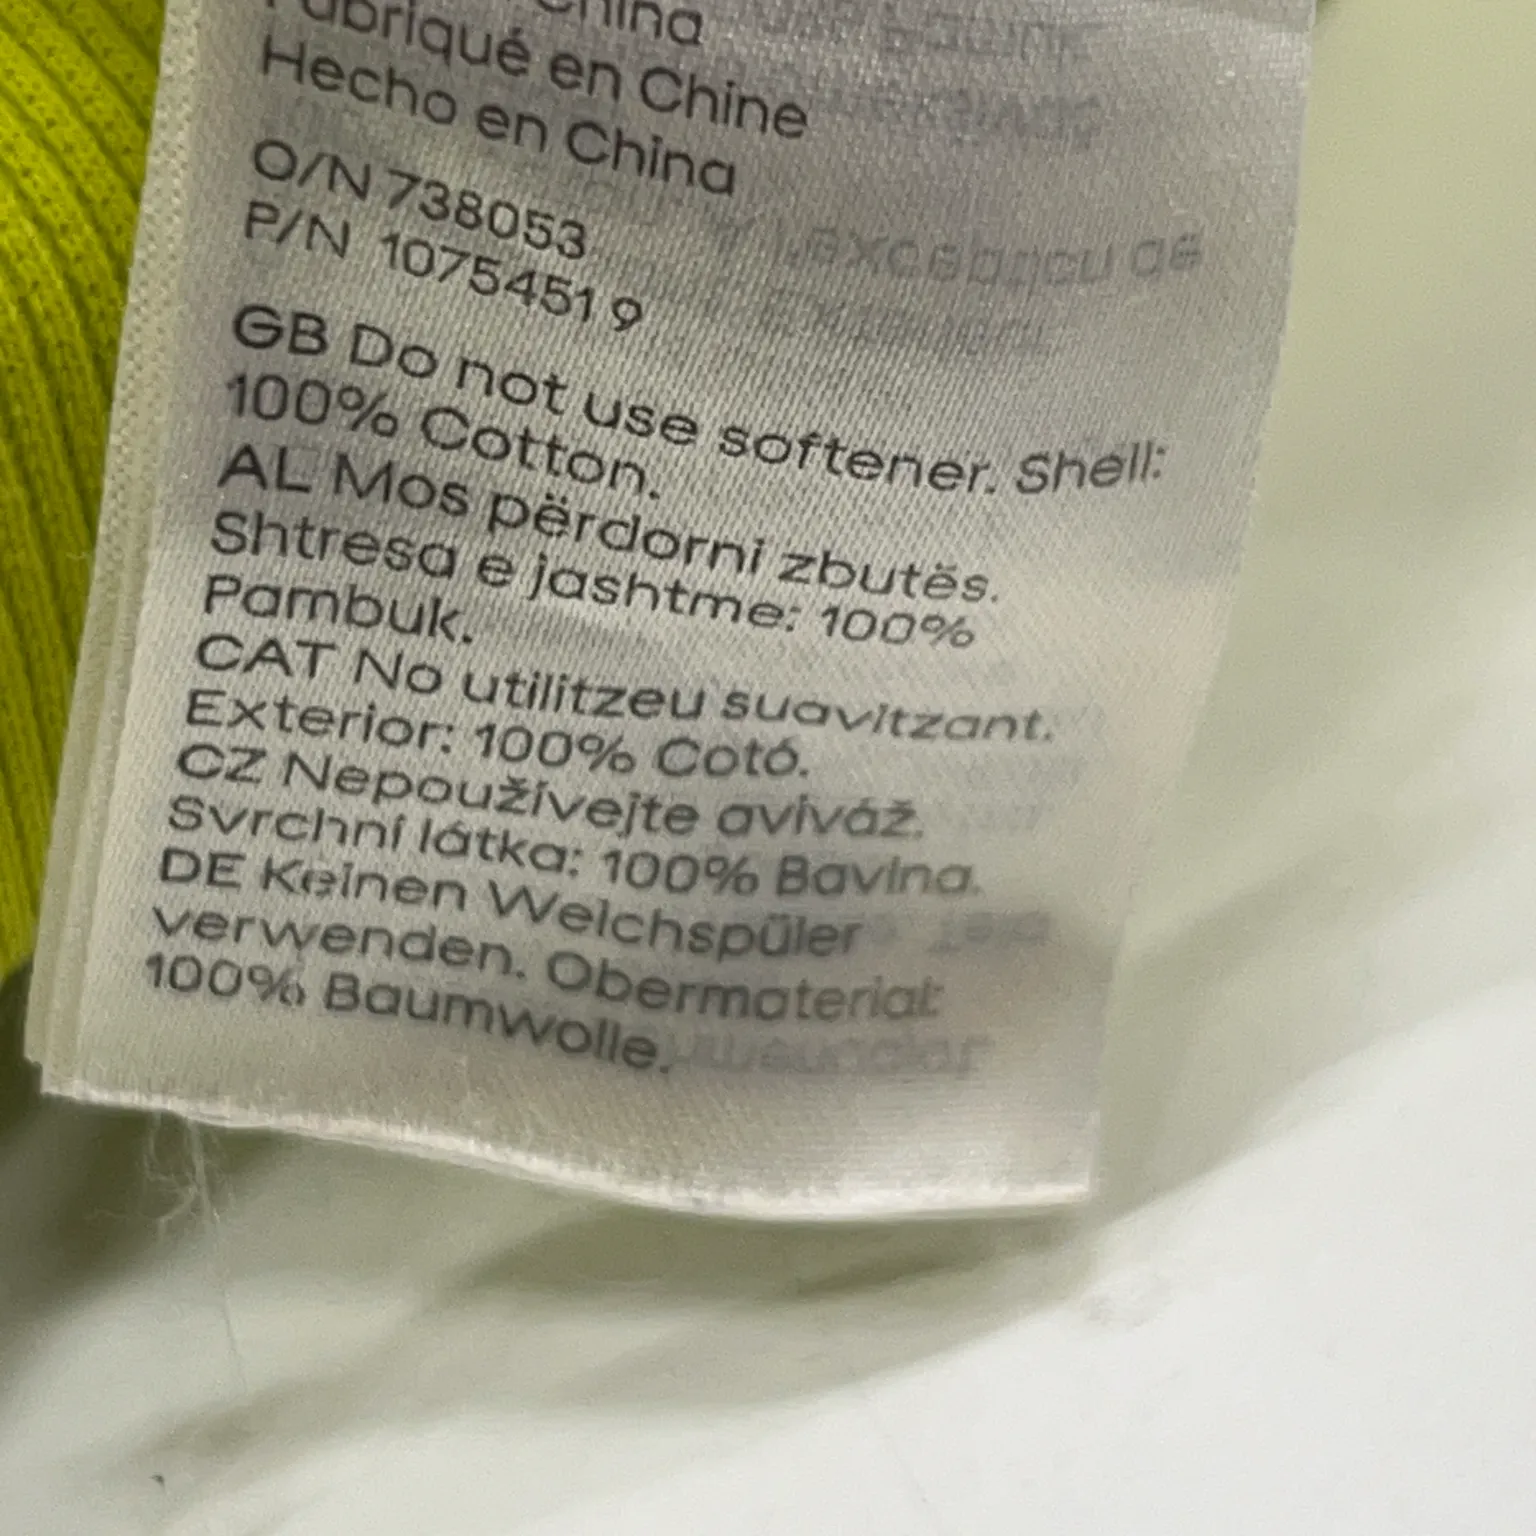 China
Fabriqué en Chine
Hecho en China
O/N 738053
P/N 10754519
GB Do not use softener. Shell:
100% Cotton.
AL Mos përdorni zbutës.
Shtresa e jashtme: 100%
Pambuk.
CAT No utilitzeu suavitzant.
Exterior: 100% Cotó.
CZ Nepoužívejte aviváž.
Svrchní látka: 100% Bavlna.
DE Keinen Weichspüler
verwenden. Obermaterial:
100% Baumwolle.